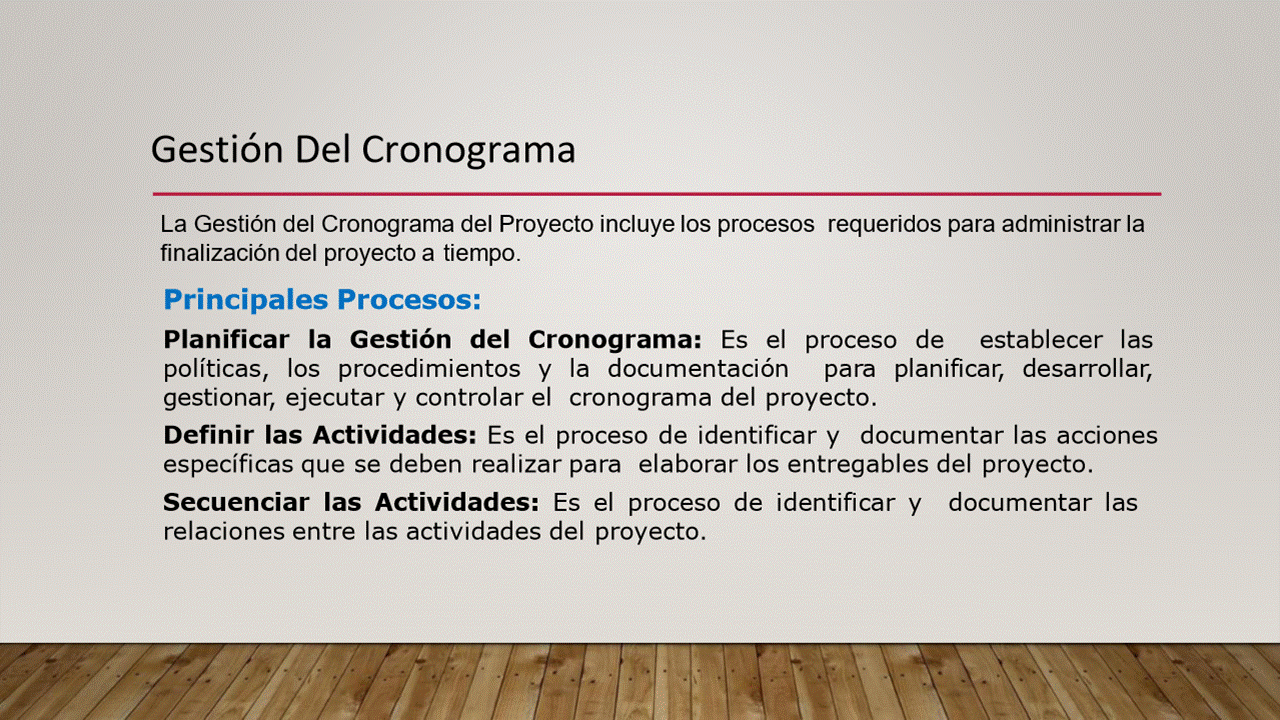 Gestión Del Cronograma
La Gestión del Cronograma del Proyecto incluye los procesos requeridos para administrar la
finalización del proyecto a tiempo.
Principales Procesos:
Planificar la Gestión del Cronograma: Es el proceso de establecer las
políticas, los procedimientos y la documentación para planificar, desarrollar,
gestionar, ejecutar y controlar el cronograma del proyecto.
Definir las Actividades: Es el proceso de identificar y documentar las acciones
específicas que se deben realizar para elaborar los entregables del proyecto.
Secuenciar las Actividades: Es el proceso de identificar y documentar las
relaciones entre las actividades del proyecto.